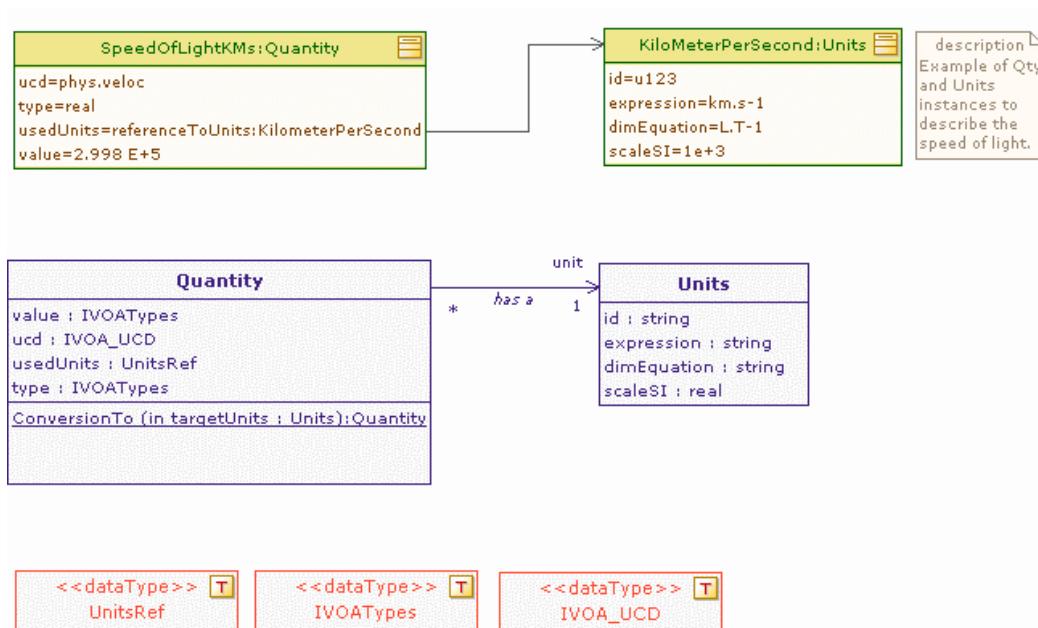 SpeedOfLightKMs:Quantity
ucd=phys.veloc
type=real
usedUnits=referenceToUnits:KilometerPerSecond
value=2.998 E+5
KiloMeterPerSecond:Units
id=u123
expression=km.s-1
dimEquation=L.T-1
scaleSI=1e+3
description
Example of Qty
and Units
instances to
describe the
speed of light.
Quantity
value : IVOATypes
ucd : IVOA_UCD
usedUnits : UnitsRef
type : IVOATypes
ConversionTo (in targetUnits : Units):Quantity
unit
* has a 1
Units
id : string
expression : string
dimEquation : string
scaleSI : real
<<dataType>> T
UnitsRef
<<dataType>> T
IVOATypes
<<dataType>> T
IVOA_UCD